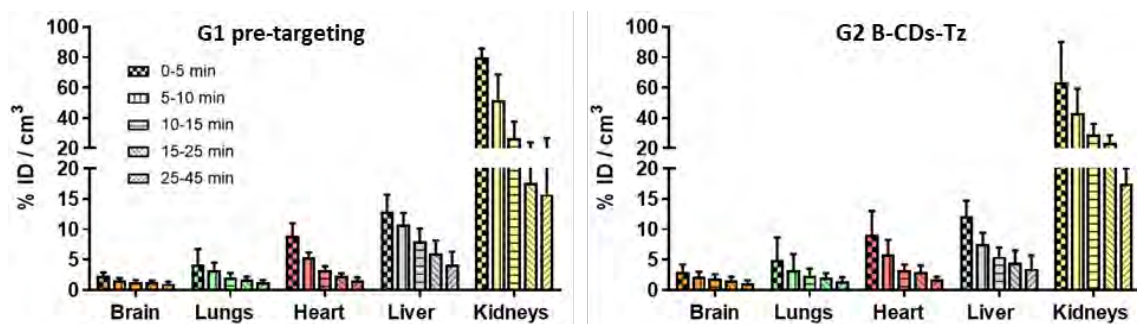 G1 pre-targeting
% ID / cm³
100
80
60
40
20
20
15
10
5
0
0-5 min
5-10 min
10-15 min
15-25 min
25-45 min
Brain Lungs Heart Liver Kidneys
G2 B-CDs-Tz
% ID / cm³
100
80
60
40
20
20
15
10
5
0
Brain Lungs Heart Liver Kidneys